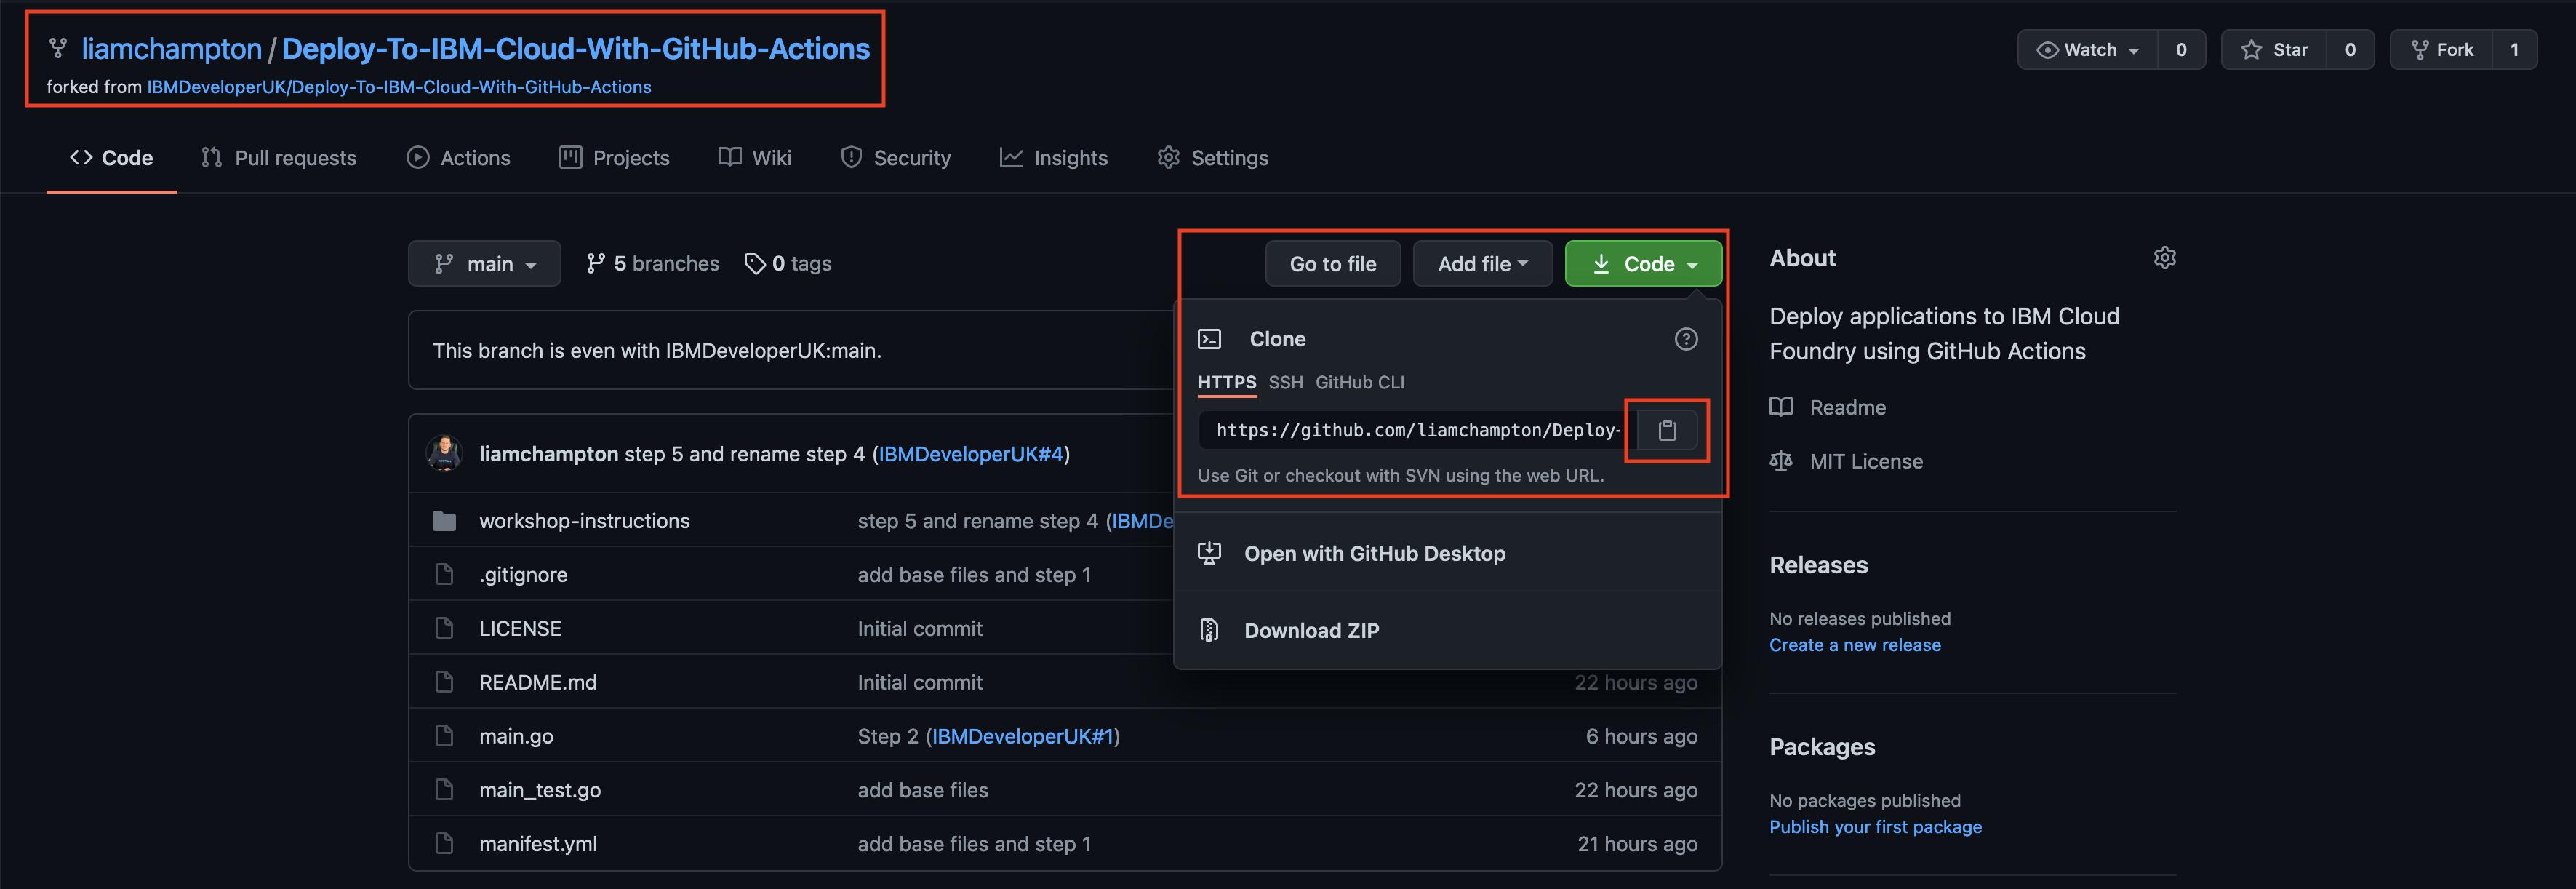 liamchampton / Deploy-To-IBM-Cloud-With-GitHub-Actions
forked from IBMDeveloperUK/Deploy-To-IBM-Cloud-With-GitHub-Actions
Watch 0
Star 0
Fork 1
Code
Pull requests
Actions
Projects
Wiki
Security
Insights
Settings
main
5 branches
0 tags
Go to file
Add file
Code
This branch is even with IBMDeveloperUK:main.
Clone
HTTPS SSH GitHub CLI
https://github.com/liamchampton/Deploy-
Use Git or checkout with SVN using the web URL.
Open with GitHub Desktop
Download ZIP
liamchampton step 5 and rename step 4 (IBMDeveloperUK#4)
workshop-instructions step 5 and rename step 4 (IBMDe
.gitignore add base files and step 1
LICENSE Initial commit
README.md Initial commit 22 hours ago
main.go Step 2 (IBMDeveloperUK#1) 6 hours ago
main_test.go add base files 22 hours ago
manifest.yml add base files and step 1 21 hours ago
About
Deploy applications to IBM Cloud
Foundry using GitHub Actions
Readme
MIT License
Releases
No releases published
Create a new release
Packages
No packages published
Publish your first package